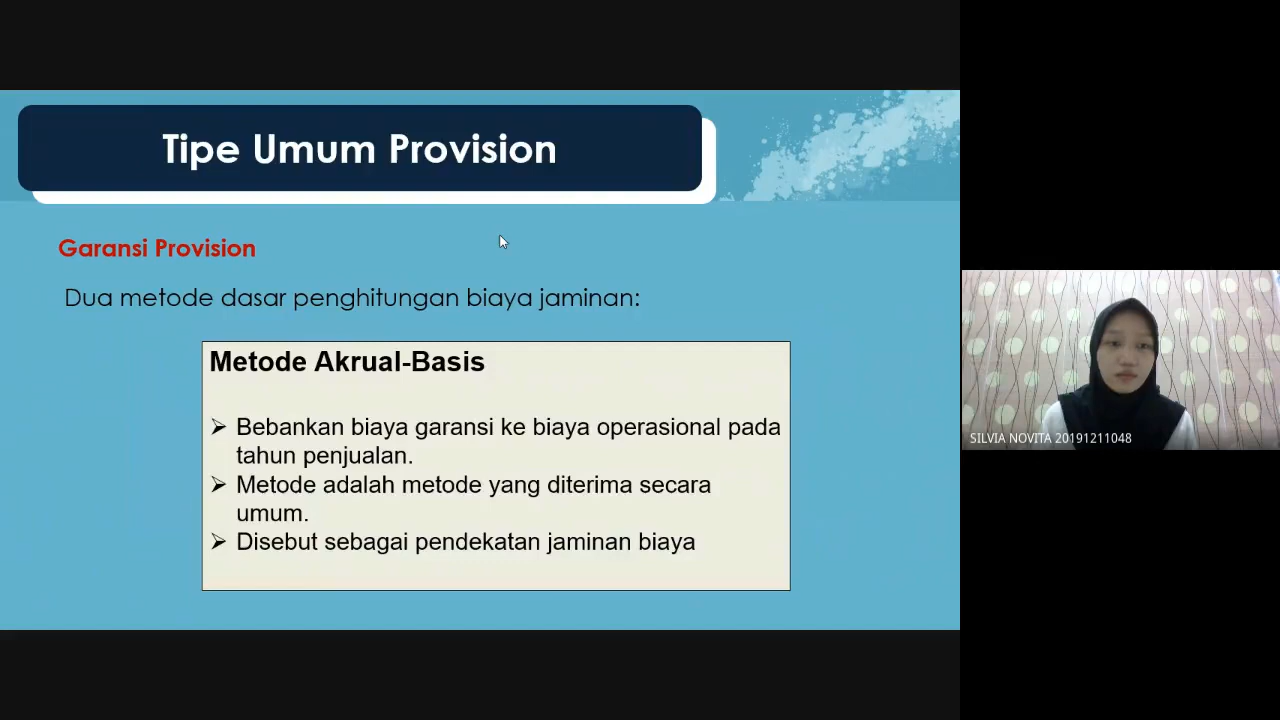 Tipe Umum Provision
Garansi Provision
Dua metode dasar penghitungan biaya jaminan:
Metode Akrual-Basis
➢ Bebankan biaya garansi ke biaya operasional pada
tahun penjualan.
➢ Metode adalah metode yang diterima secara
umum.
➢ Disebut sebagai pendekatan jaminan biaya
SILVIA NOVITA 20191211048